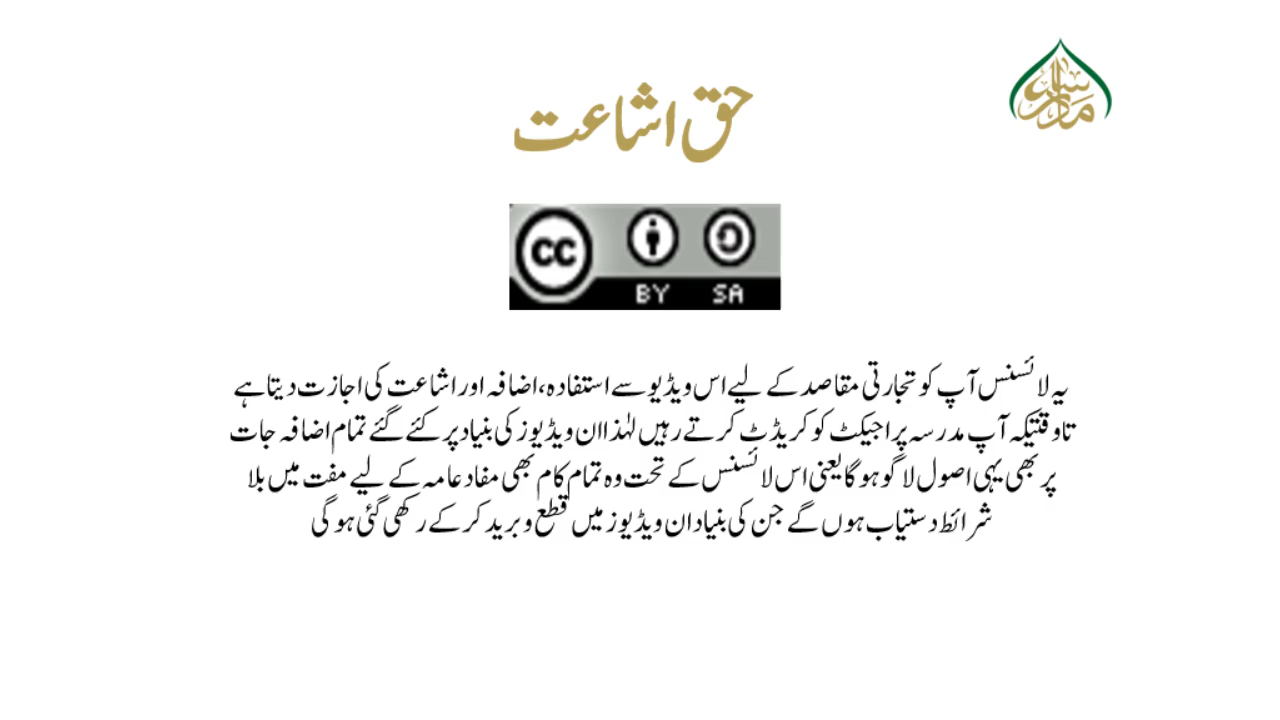 حق اشاعت
مدرسہ
cc
BY SA
یہ لائسنس آپ کو تجارتی مقاصد کے لیے اس ویڈیو سے استفادہ، اضافہ اور اشاعت کی اجازت دیتا ہے
تاوقتیکہ آپ مدرسہ پراجیکٹ کو کریڈٹ کرتے رہیں لہٰذا ان ویڈیوز کی بنیاد پر کئے گئے تمام اضافہ جات
پر بھی یہی اصول لاگو ہوگا یعنی اس لائسنس کے تحت وہ تمام کام بھی مفاد عامہ کے لیے مفت میں بلا
شرائط دستیاب ہوں گے جن کی بنیاد ان ویڈیوز میں قطع و برید کر کے رکھی گئی ہو گی